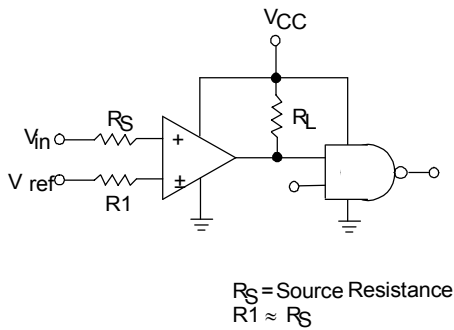 VCC
RS
RL
Vin
+
V ref
±
R1
RS = Source Resistance
R1 ≈ RS